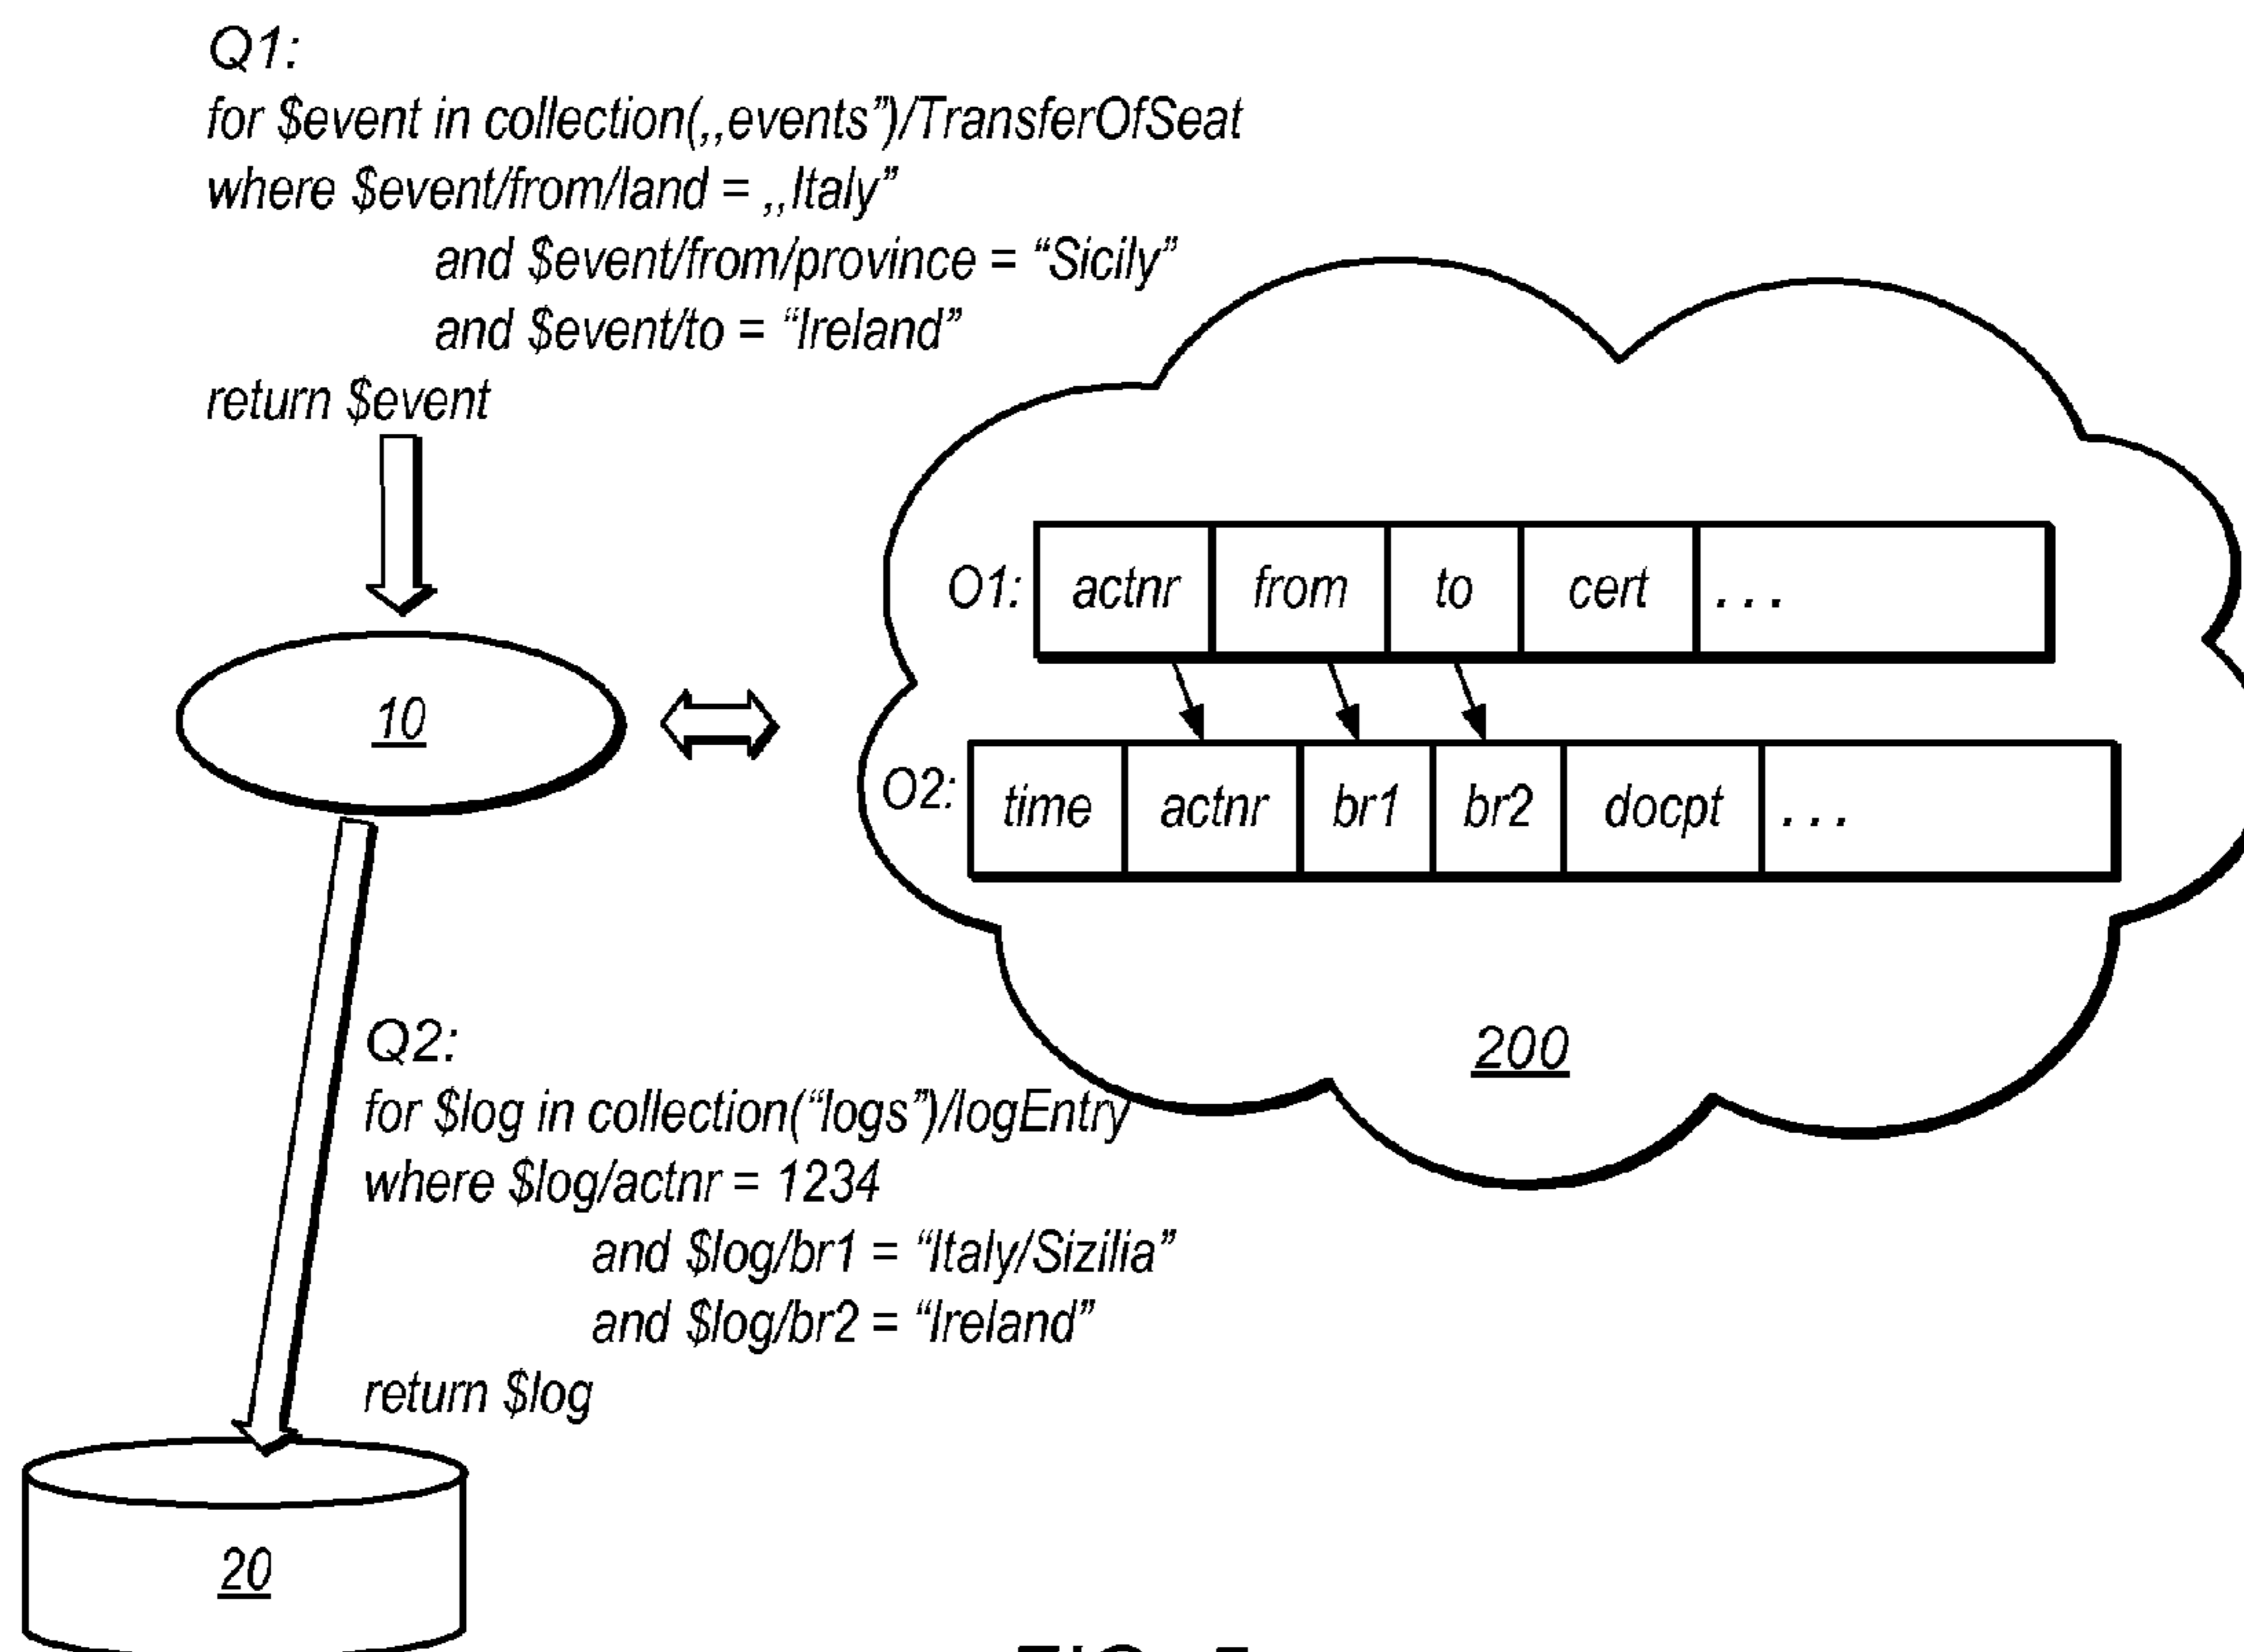 Q1:
for $event in collection(„events”)/TransferOfSeat
where $event/from/land = „Italy”
and $event/from/province = “Sicily”
and $event/to = “Ireland”
return $event
O1: actnr from to cert ...
10
O2: time actnr br1 br2 docpt ...
200
Q2:
for $log in collection(“logs”)/logEntry
where $log/actnr = 1234
and $log/br1 = “Italy/Sizilia”
and $log/br2 = “Ireland”
return $log
20